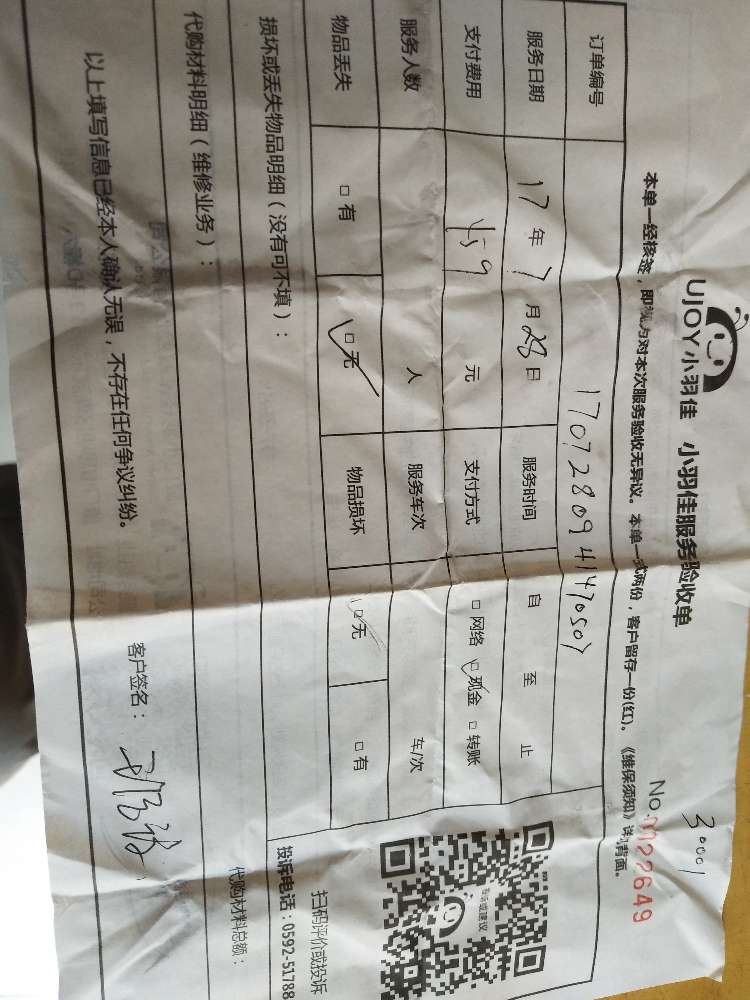 30001
UJOY小羽佳 小羽佳服务验收单
No.0122649
本单一经核签，即视为对本次服务验收无异议。本单一式两份，客户留存一份(红)。《维保须知》详背面。
订单编号
服务日期 17 年 7 月 28 日 服务时间 自 至 止
支付费用 元 支付方式 □ 网络 ☑ 现金 □ 转账
服务人数 人 服务车次 车/次
物品丢失 □ 有 ☑ 无 物品损坏 ☑ 无 □ 有
损坏或丢失物品明细（没有可不填）：
代购材料明细（维修业务）：
代购材料总额：
以上填写信息已经本人确认无误，不存在任何争议纠纷。
客户签名：
投诉或建议
扫码评价或投诉
投诉电话：0592-51788